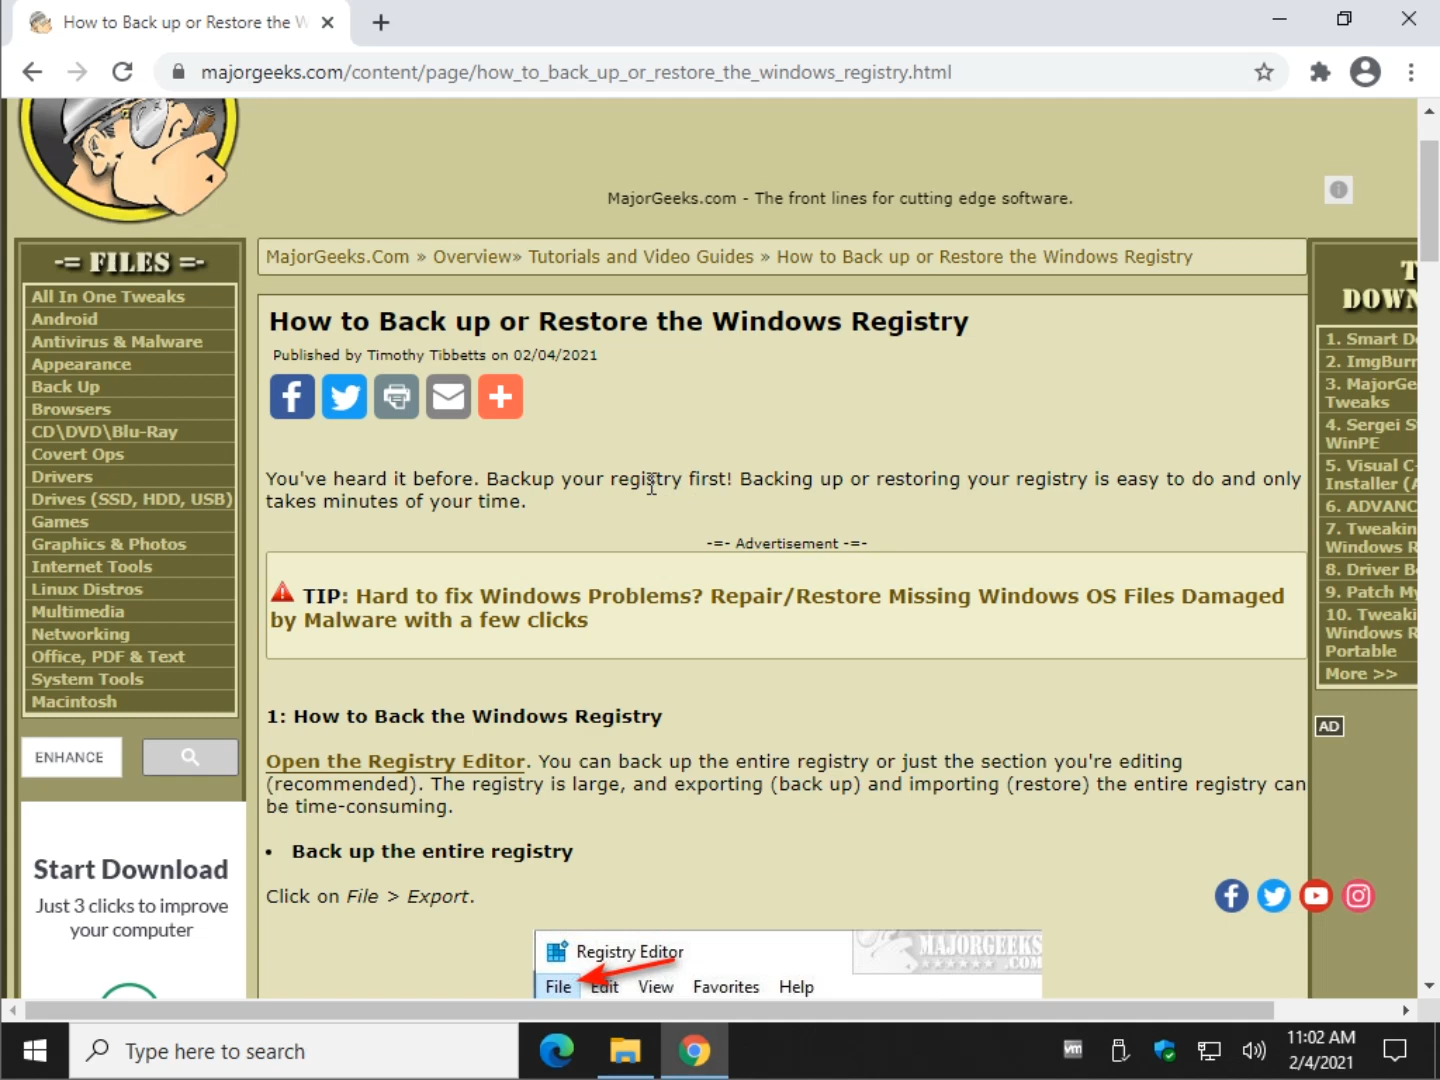 How to Back up or Restore the W
majorgeeks.com/content/page/how_to_back_up_or_restore_the_windows_registry.html
MajorGeeks.com - The front lines for cutting edge software.
-= FILES =-
All In One Tweaks
Android
Antivirus & Malware
Appearance
Back Up
Browsers
CD\DVD\Blu-Ray
Covert Ops
Drivers
Drives (SSD, HDD, USB)
Games
Graphics & Photos
Internet Tools
Linux Distros
Multimedia
Networking
Office, PDF & Text
System Tools
Macintosh
ENHANCE
Start Download
Just 3 clicks to improve
your computer
MajorGeeks.Com » Overview» Tutorials and Video Guides » How to Back up or Restore the Windows Registry
How to Back up or Restore the Windows Registry
Published by Timothy Tibbetts on 02/04/2021
You've heard it before. Backup your registry first! Backing up or restoring your registry is easy to do and only
takes minutes of your time.
-=- Advertisement -=-
TIP: Hard to fix Windows Problems? Repair/Restore Missing Windows OS Files Damaged
by Malware with a few clicks
1: How to Back the Windows Registry
Open the Registry Editor. You can back up the entire registry or just the section you're editing
(recommended). The registry is large, and exporting (back up) and importing (restore) the entire registry can
be time-consuming.
• Back up the entire registry
Click on File > Export.
Registry Editor
MAJORGEEKS
.COM
File Edit View Favorites Help
T
DOWN
1. Smart D
2. ImgBurn
3. MajorGe
Tweaks
4. Sergei S
WinPE
5. Visual C
Installer (A
6. ADVANC
7. Tweakin
Windows R
8. Driver B
9. Patch My
10. Tweaki
Windows R
Portable
More >>
AD
Type here to search
vm
11:02 AM
2/4/2021